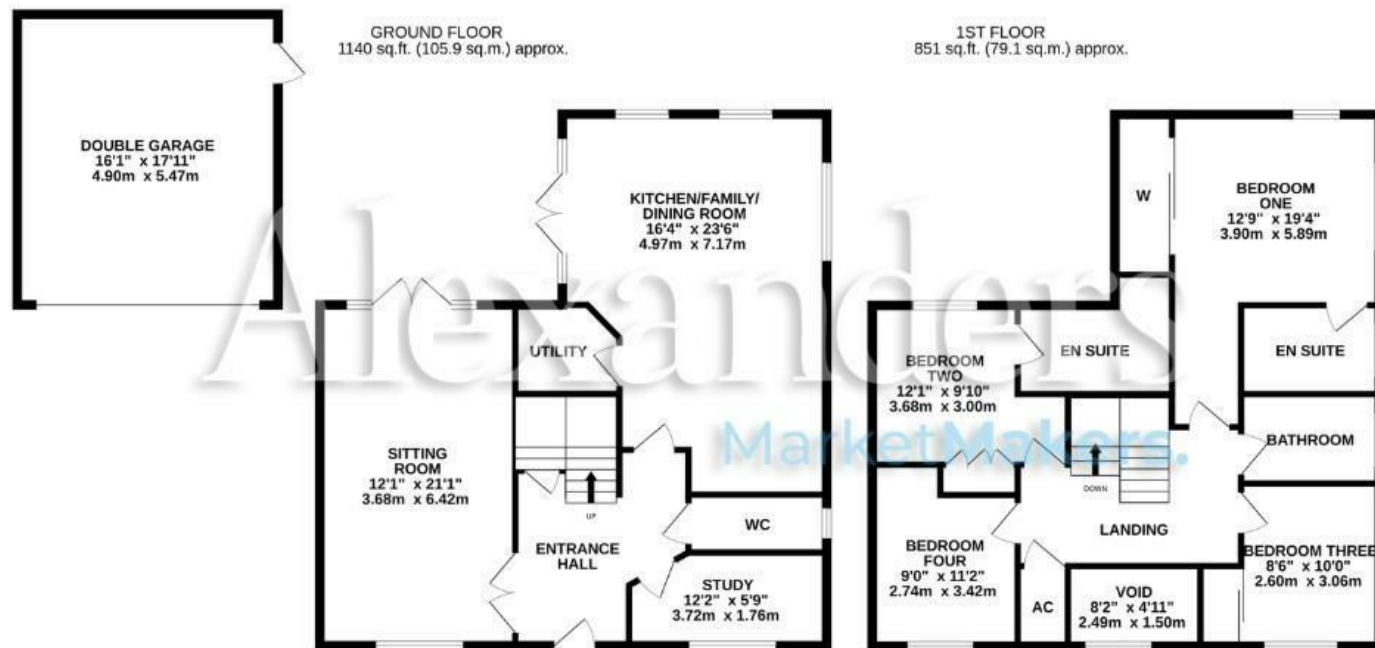 GROUND FLOOR
1140 sq.ft. (105.9 sq.m.) approx.
DOUBLE GARAGE
16'1" x 17'11"
4.90m x 5.47m
KITCHEN/FAMILY/
DINING ROOM
16'4" x 23'6"
4.97m x 7.17m
UTILITY
SITTING
ROOM
12'1" x 21'1"
3.68m x 6.42m
UP
ENTRANCE
HALL
WC
STUDY
12'2" x 5'9"
3.72m x 1.76m
1ST FLOOR
851 sq.ft. (79.1 sq.m.) approx.
W
BEDROOM
ONE
12'9" x 19'4"
3.90m x 5.89m
EN SUITE
EN SUITE
BEDROOM
TWO
12'1" x 9'10"
3.68m x 3.00m
BATHROOM
DOWN
LANDING
BEDROOM
FOUR
9'0" x 11'2"
2.74m x 3.42m
AC
VOID
8'2" x 4'11"
2.49m x 1.50m
BEDROOM THREE
8'6" x 10'0"
2.60m x 3.06m
Alexanders
MarketMakers.